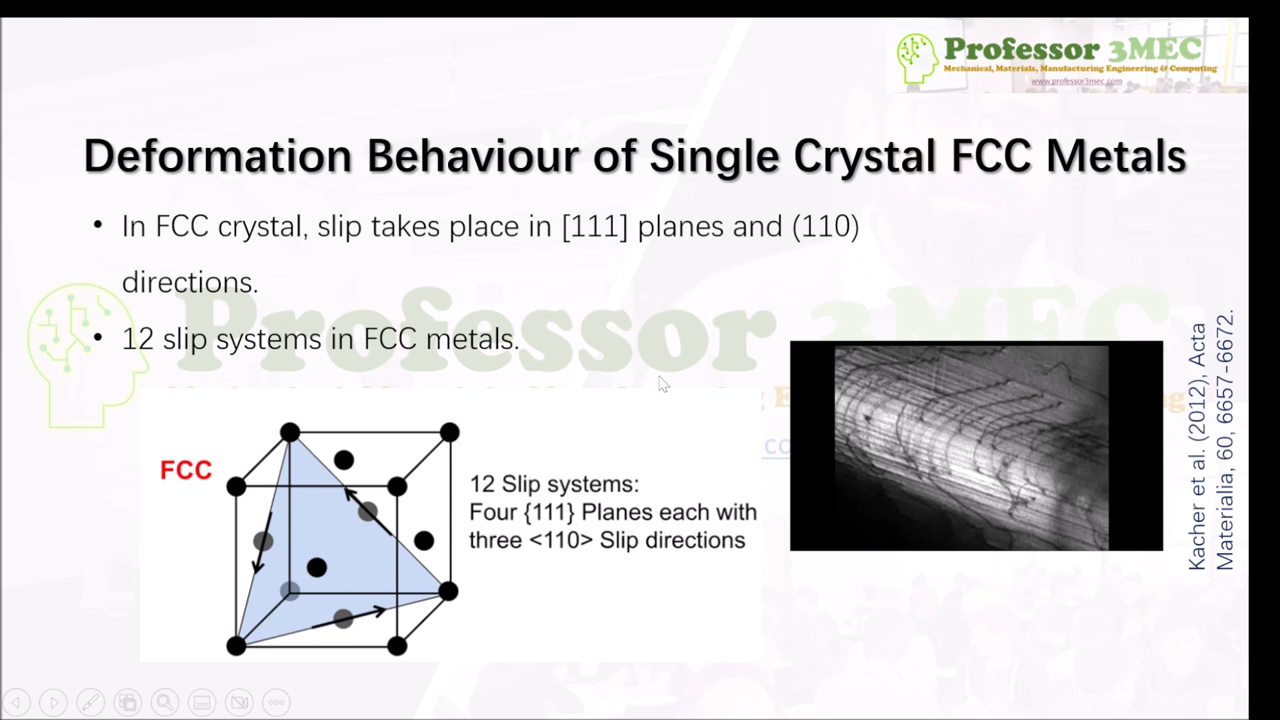 Professor 3MEC
Mechanical, Materials, Manufacturing Engineering & Computing
www.professor3mec.com
Deformation Behaviour of Single Crystal FCC Metals
• In FCC crystal, slip takes place in [111] planes and (110)
directions.
• 12 slip systems in FCC metals.
Professor 3MEC
FCC
12 Slip systems:
Four {111} Planes each with
three <110> Slip directions
Kacher et al. (2012), Acta
Materialia, 60, 6657-6672.